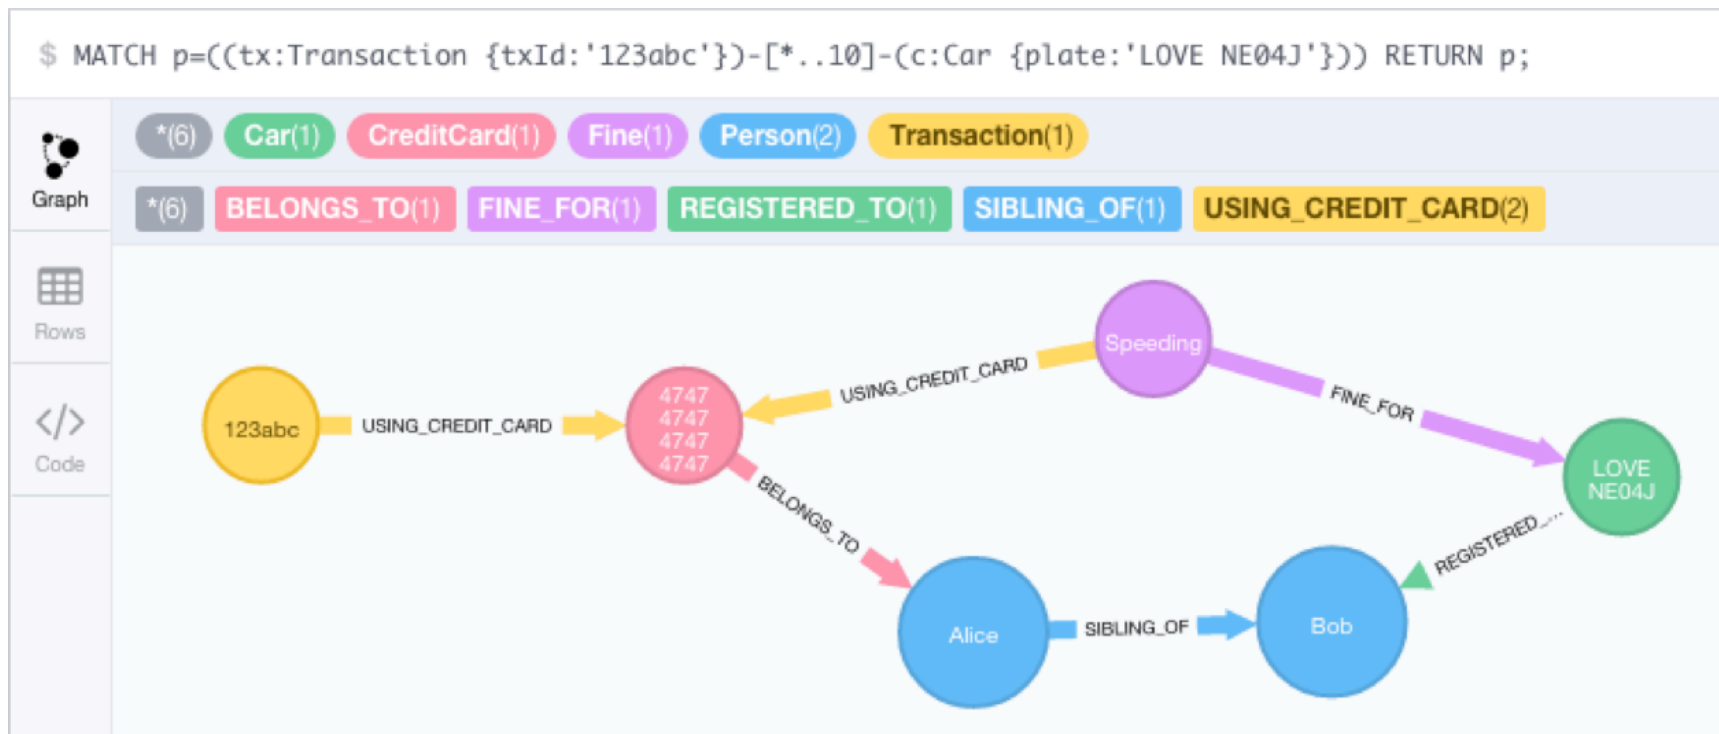 $ MATCH p=((tx:Transaction {txId:'123abc'})-[*..10]-(c:Car {plate:'LOVE NE04J'})) RETURN p;
*(6) Car(1) CreditCard(1) Fine(1) Person(2) Transaction(1)
Graph
*(6) BELONGS_TO(1) FINE_FOR(1) REGISTERED_TO(1) SIBLING_OF(1) USING_CREDIT_CARD(2)
Rows
</> 
Code
Speeding
USING_CREDIT_CARD
FINE_FOR
123abc
USING_CREDIT_CARD
4747
4747
4747
4747
LOVE
NE04J
BELONGS_TO
REGISTERED_...
Alice
SIBLING_OF
Bob